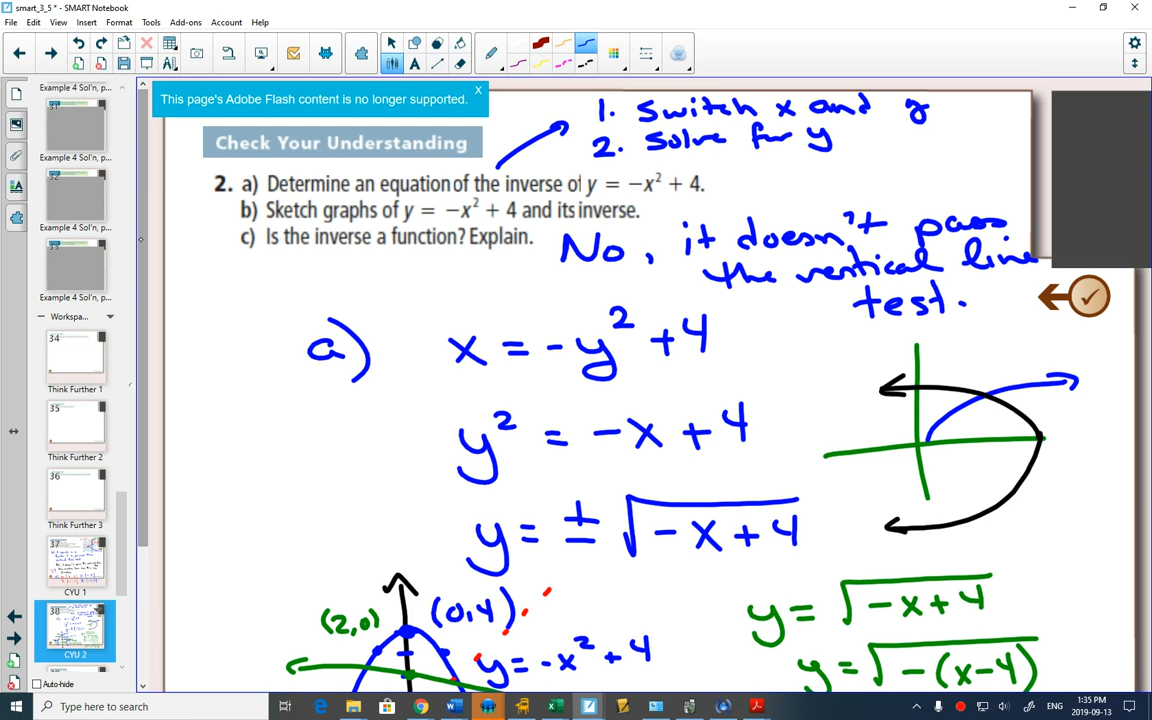 smart_3_5 * - SMART Notebook
File Edit View Insert Format Tools Add-ons Account Help
This page's Adobe Flash content is no longer supported. X
1. Switch x and y
2. Solve for y
Check Your Understanding
2. a) Determine an equation of the inverse of y = −x² + 4.
b) Sketch graphs of y = −x² + 4 and its inverse.
c) Is the inverse a function? Explain.
No, it doesn't pass
the vertical line
test.
a) x = -y² + 4
y² = -x + 4
y = ± √-x + 4
(2,0) (0,4)
y = -x² + 4
y = √-x + 4
y = √-(x-4)
Example 4 Sol'n, p...
31
Example 4 Sol'n, p...
32
Example 4 Sol'n, p...
33
Example 4 Sol'n, p...
Workspa...
34
Think Further 1
35
Think Further 2
36
Think Further 3
37
CYU 1
38
CYU 2
Auto-hide
Type here to search
1:35 PM
2019-09-13